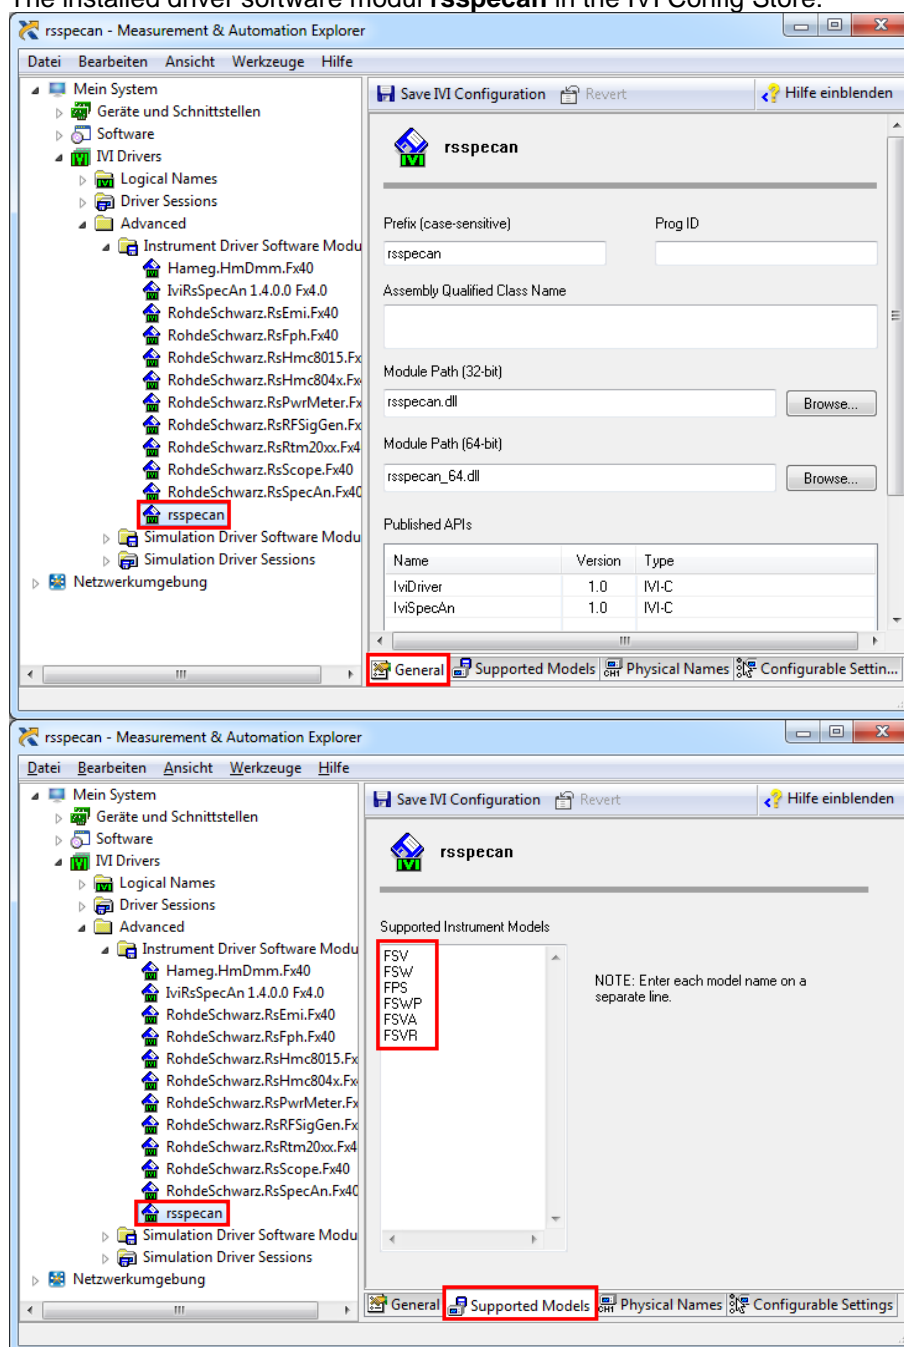 The installed driver software modul rsspecan in the IVI Config Store.
rsspecan - Measurement & Automation Explorer
Datei Bearbeiten Ansicht Werkzeuge Hilfe
Mein System
Geräte und Schnittstellen
Software
IVI Drivers
Logical Names
Driver Sessions
Advanced
Instrument Driver Software Modu
Hameg.HmDmm.Fx40
IviRsSpecAn 1.4.0.0 Fx4.0
RohdeSchwarz.RsEmi.Fx40
RohdeSchwarz.RsFph.Fx40
RohdeSchwarz.RsHmc8015.Fx
RohdeSchwarz.RsHmc804x.Fx
RohdeSchwarz.RsPwrMeter.Fx
RohdeSchwarz.RsRFSigGen.Fx
RohdeSchwarz.RsRtm20xx.Fx4
RohdeSchwarz.RsScope.Fx40
RohdeSchwarz.RsSpecAn.Fx40
rsspecan
Simulation Driver Software Modu
Simulation Driver Sessions
Netzwerkumgebung
Save IVI Configuration Revert Hilfe einblenden
rsspecan
Prefix (case-sensitive) Prog ID
rsspecan
Assembly Qualified Class Name
Module Path (32-bit)
rsspecan.dll Browse...
Module Path (64-bit)
rsspecan_64.dll Browse...
Published APIs
Name Version Type
IviDriver 1.0 IVI-C
IviSpecAn 1.0 IVI-C
General Supported Models Physical Names Configurable Settin...
rsspecan - Measurement & Automation Explorer
Datei Bearbeiten Ansicht Werkzeuge Hilfe
Mein System
Geräte und Schnittstellen
Software
IVI Drivers
Logical Names
Driver Sessions
Advanced
Instrument Driver Software Modu
Hameg.HmDmm.Fx40
IviRsSpecAn 1.4.0.0 Fx4.0
RohdeSchwarz.RsEmi.Fx40
RohdeSchwarz.RsFph.Fx40
RohdeSchwarz.RsHmc8015.Fx
RohdeSchwarz.RsHmc804x.Fx
RohdeSchwarz.RsPwrMeter.Fx
RohdeSchwarz.RsRFSigGen.Fx
RohdeSchwarz.RsRtm20xx.Fx4
RohdeSchwarz.RsScope.Fx40
RohdeSchwarz.RsSpecAn.Fx40
rsspecan
Simulation Driver Software Modu
Simulation Driver Sessions
Netzwerkumgebung
Save IVI Configuration Revert Hilfe einblenden
rsspecan
Supported Instrument Models
FSV
FSW
FPS
FSWP
FSVA
FSVR
NOTE: Enter each model name on a
separate line.
General Supported Models Physical Names Configurable Settings